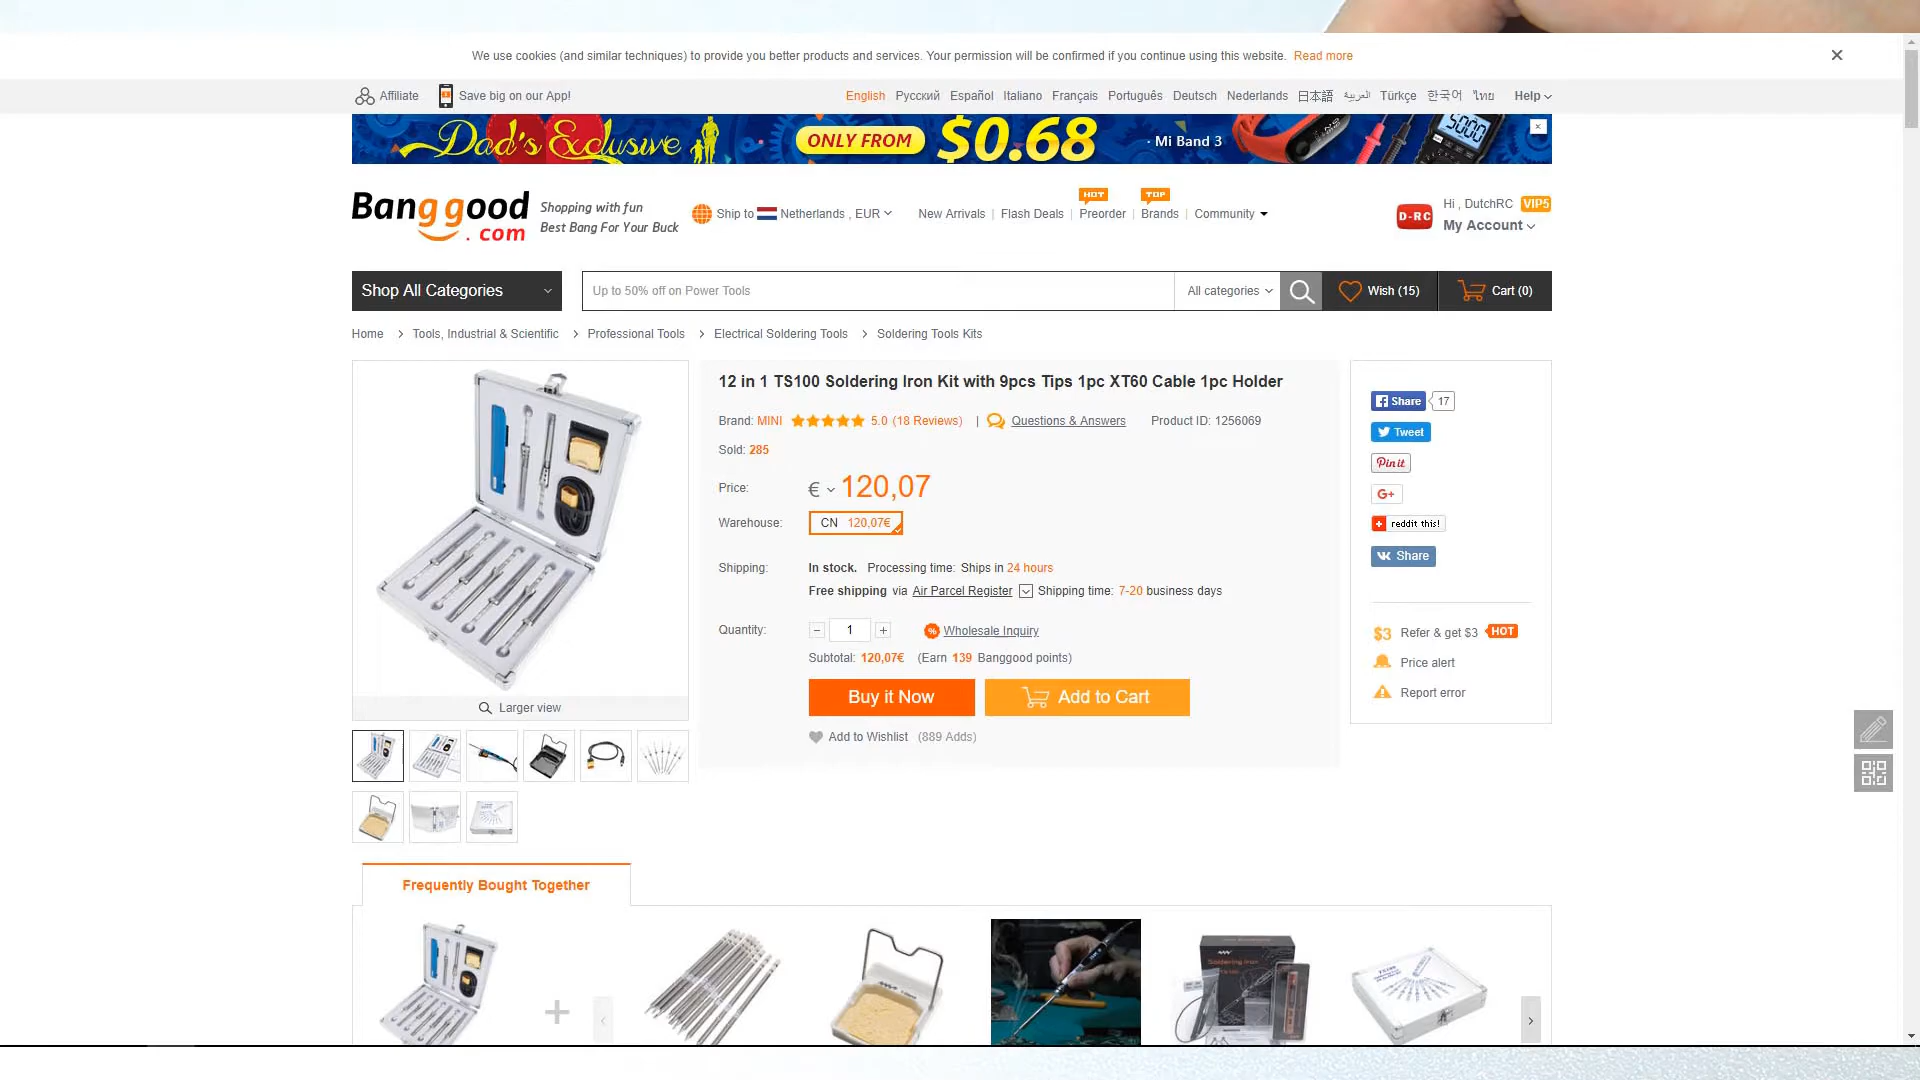 We use cookies (and similar techniques) to provide you better products and services. Your permission will be confirmed if you continue using this website. Read more
Affiliate Save big on our App! English Русский Español Italiano Français Português Deutsch Nederlands 日本語 العربية Türkçe 한국어 ไทย Help
Dad's Exclusive ONLY FROM $0.68 · Mi Band 3
Banggood.com
Shopping with fun
Best Bang For Your Buck
Ship to Netherlands , EUR New Arrivals | Flash Deals | HOT Preorder | TOP Brands | Community
D-RC Hi , DutchRC VIP5
My Account
Shop All Categories Up to 50% off on Power Tools All categories Wish (15) Cart (0)
Home > Tools, Industrial & Scientific > Professional Tools > Electrical Soldering Tools > Soldering Tools Kits
12 in 1 TS100 Soldering Iron Kit with 9pcs Tips 1pc XT60 Cable 1pc Holder
Brand: MINI 5.0 (18 Reviews) | Questions & Answers Product ID: 1256069
Sold: 285
Price: € 120,07
Warehouse: CN 120,07€
Shipping: In stock. Processing time: Ships in 24 hours
Free shipping via Air Parcel Register Shipping time: 7-20 business days
Quantity: − 1 + Wholesale Inquiry
Subtotal: 120,07€ (Earn 139 Banggood points)
Buy it Now Add to Cart
Add to Wishlist (889 Adds)
Larger view
Share 17
Tweet
Pin it
G+
reddit this!
Share
$3 Refer & get $3 HOT
Price alert
Report error
Frequently Bought Together